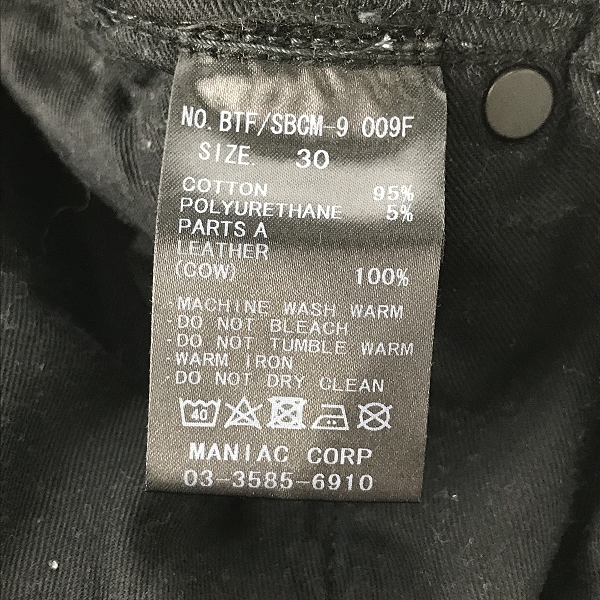 NO. BTF/SBCM-9 009F
SIZE. 30
COTTON 95%
POLYURETHANE 5%
PARTS A
LEATHER
(COW) 100%
·MACHINE WASH WARM
·DO NOT BLEACH
·DO NOT TUMBLE WARM
·WARM IRON
·DO NOT DRY CLEAN
40
MANIAC CORP
03-3585-6910